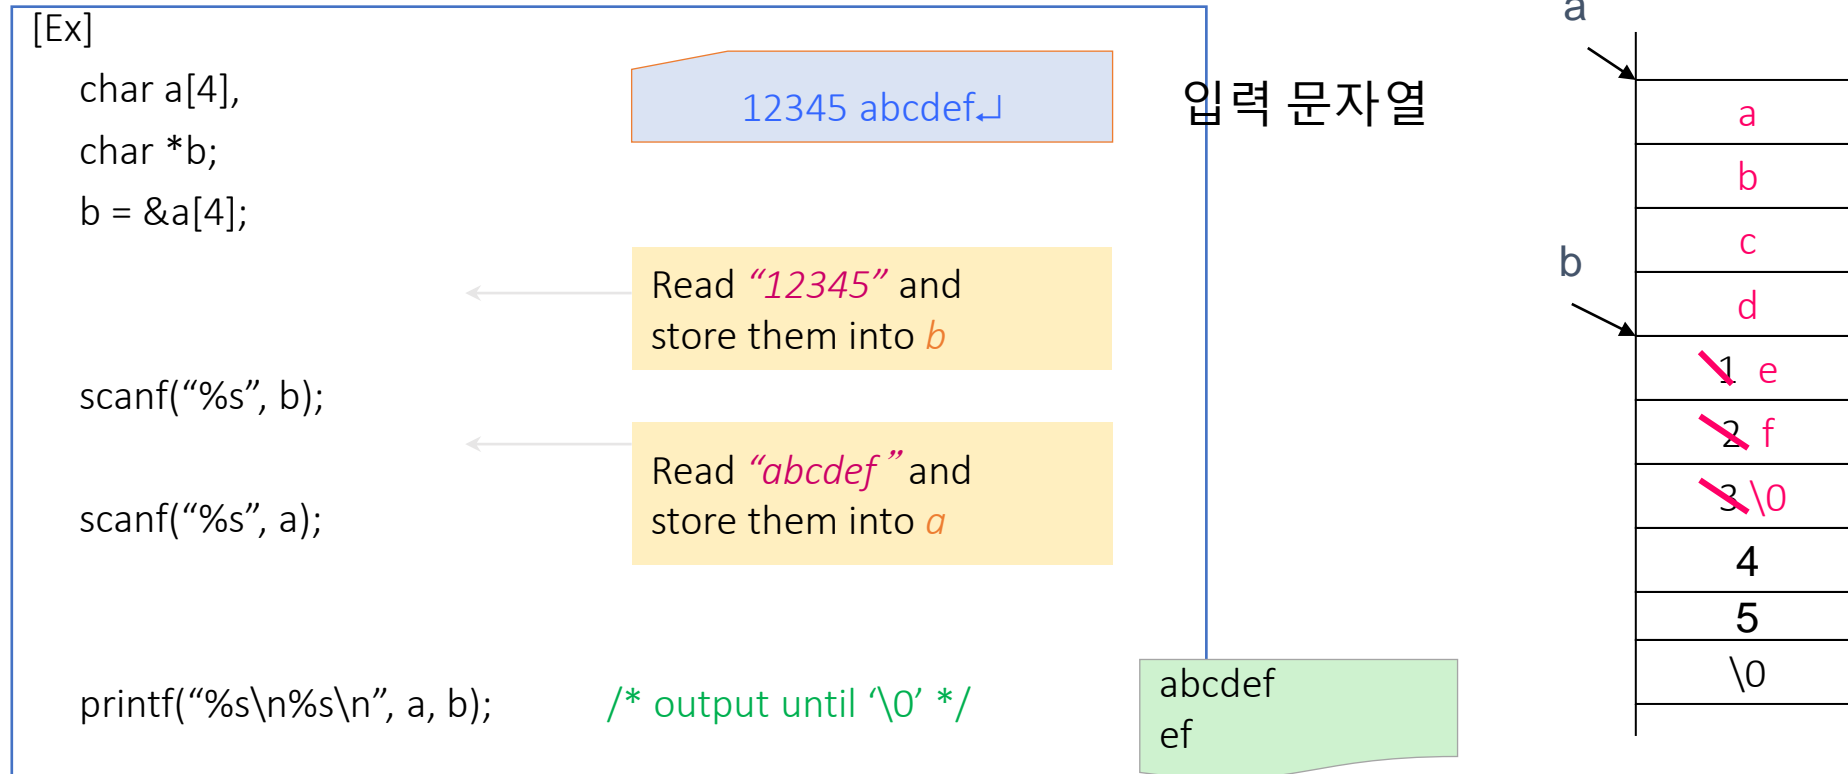 [Ex]
char a[4],
char *b;
b = &a[4];
12345 abcdef↲
입력 문자열
Read “12345” and
store them into b
scanf(“%s”, b);
Read “abcdef ” and
store them into a
scanf(“%s”, a);
printf(“%s\n%s\n”, a, b); /* output until ‘\0’ */
abcdef
ef
a
a
b
c
b
d
1 e
2 f
3 \0
4
5
\0